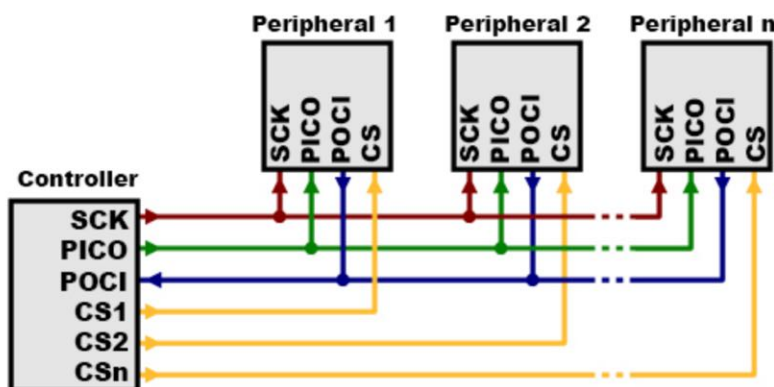 Peripheral 1 Peripheral 2 Peripheral n
SCK PICO POCI CS SCK PICO POCI CS SCK PICO POCI CS
Controller
SCK
PICO
POCI
CS1
CS2
CSn